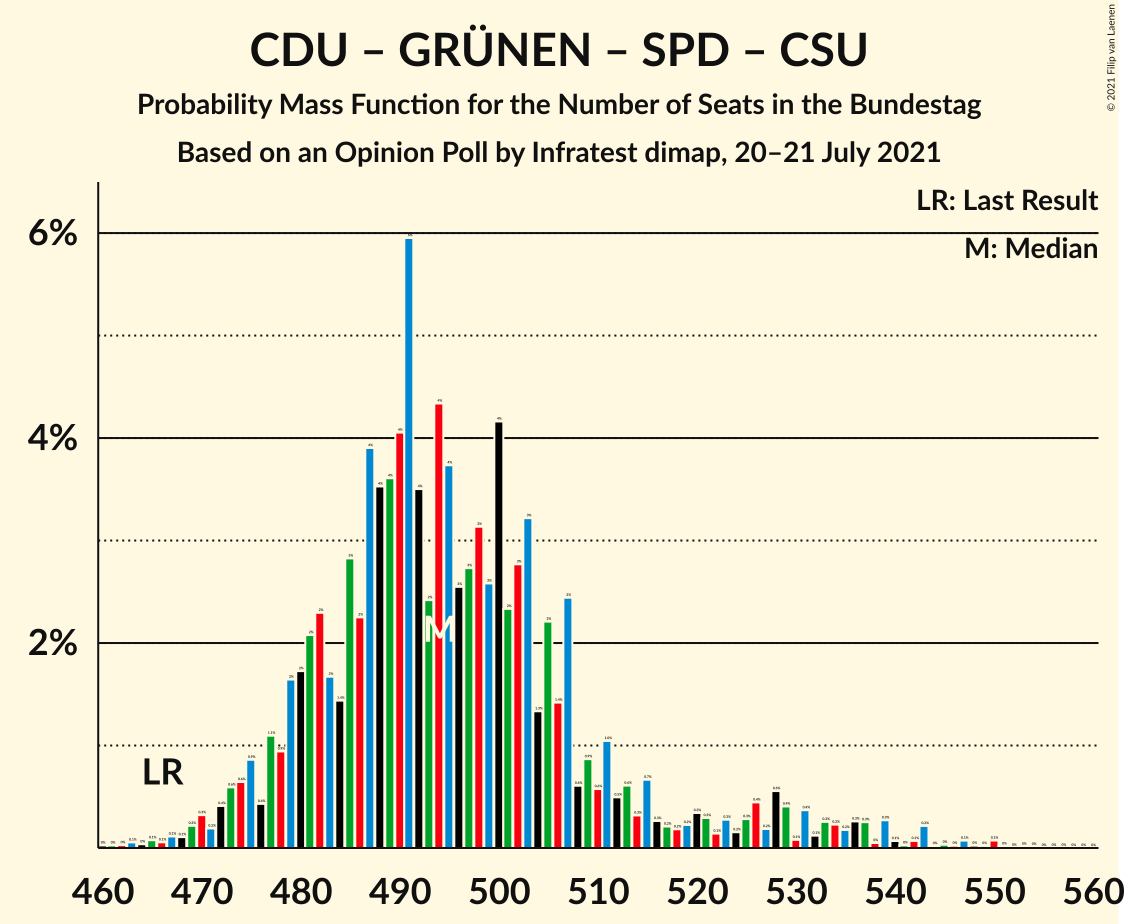 CDU – GRÜNEN – SPD – CSU
Probability Mass Function for the Number of Seats in the Bundestag
Based on an Opinion Poll by Infratest dimap, 20–21 July 2021
© 2021 Filip van Laenen
LR: Last Result
M: Median
6%
4%
2%
LR
M
460 470 480 490 500 510 520 530 540 550 560